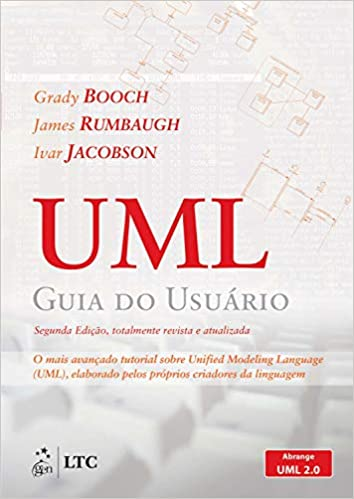 Grady BOOCH
James RUMBAUGH
Ivar JACOBSON
UML
GUIA DO USUÁRIO
Segunda Edição, totalmente revista e atualizada
O mais avançado tutorial sobre Unified Modeling Language
(UML), elaborado pelos próprios criadores da linguagem
gen
LTC
Abrange
UML 2.0